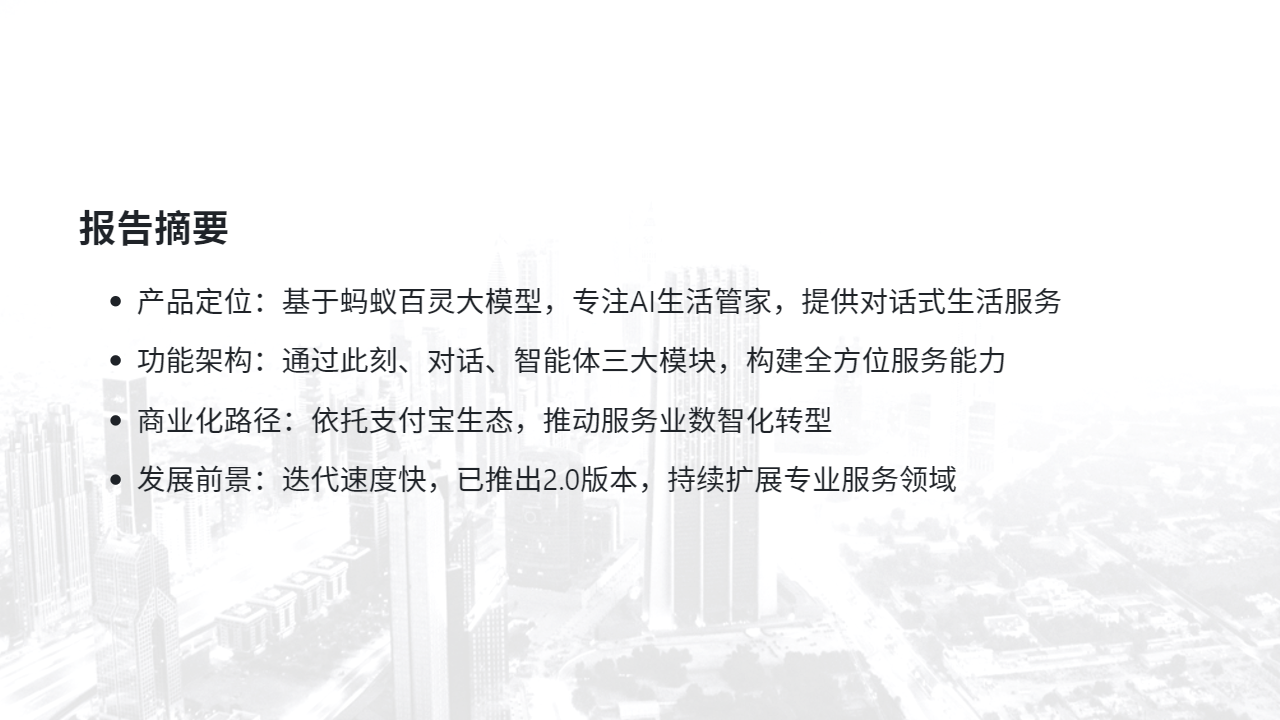 报告摘要
产品定位：基于蚂蚁百灵大模型，专注AI生活管家，提供对话式生活服务
功能架构：通过此刻、对话、智能体三大模块，构建全方位服务能力
商业化路径：依托支付宝生态，推动服务业数智化转型
发展前景：迭代速度快，已推出2.0版本，持续扩展专业服务领域